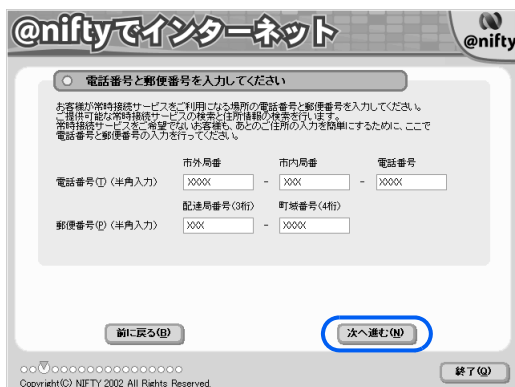 @niftyでインターネット
@nifty
電話番号と郵便番号を入力してください
お客様が常時接続サービスをご利用になる場所の電話番号と郵便番号を入力してください。
ご提供可能な常時接続サービスの検索と住所情報の検索を行います。
常時接続サービスをご希望でないお客様も、あとのご住所の入力を簡単にするために、ここで
電話番号と郵便番号の入力を行ってください。
市外局番 市内局番 電話番号
電話番号(T) (半角入力) XXXX - XXX - XXXX
配達局番号(3桁) 町域番号(4桁)
郵便番号(P) (半角入力) XXX - XXXX
前に戻る(B) 次へ進む(N)
終了(Q)
Copyright(C) NIFTY 2002 All Rights Reserved.